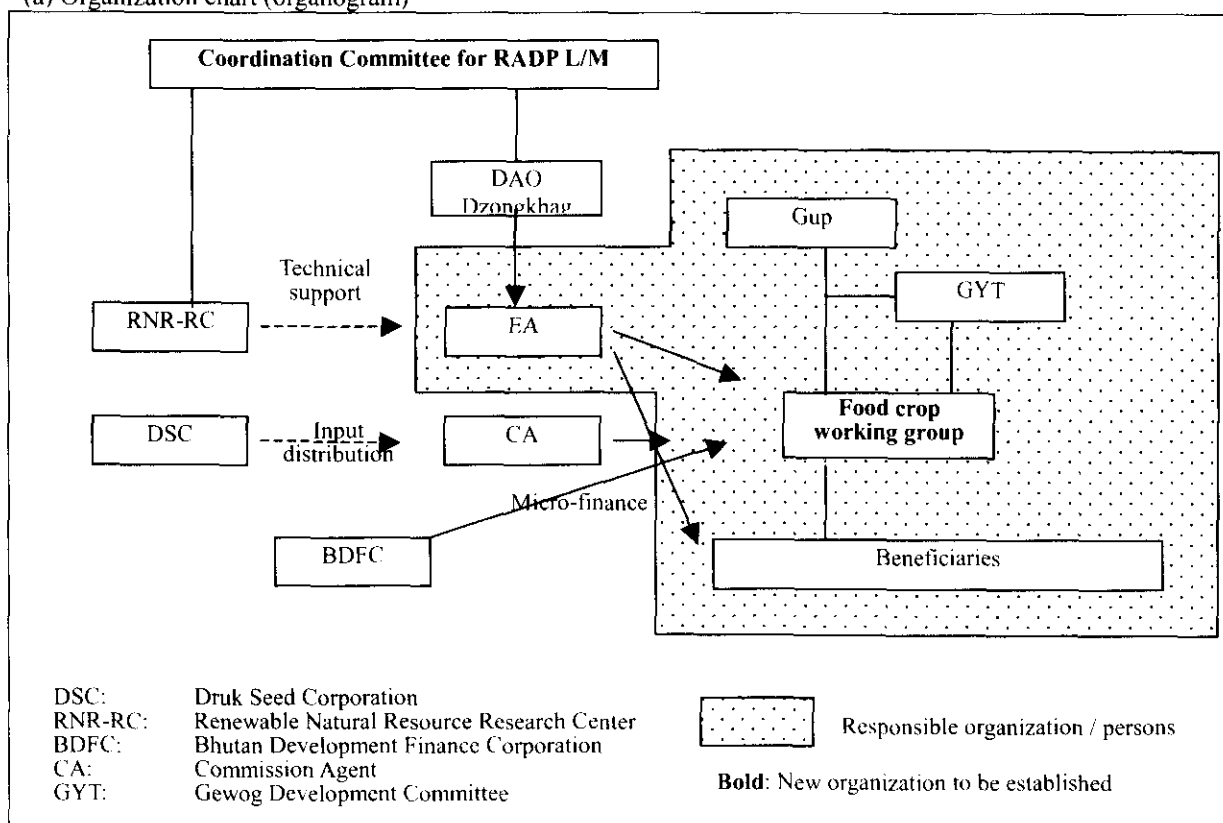 (a) Organization chart (organogram)
Coordination Committee for RADP L/M
DAO
Dzongkhag
Gup
Technical
support
GYT
RNR-RC
EA
Food crop
working group
DSC
Input
distribution
CA
Micro-finance
BDFC
Beneficiaries
DSC: Druk Seed Corporation
RNR-RC: Renewable Natural Resource Research Center
BDFC: Bhutan Development Finance Corporation
CA: Commission Agent
GYT: Gewog Development Committee
Responsible organization / persons
Bold: New organization to be established